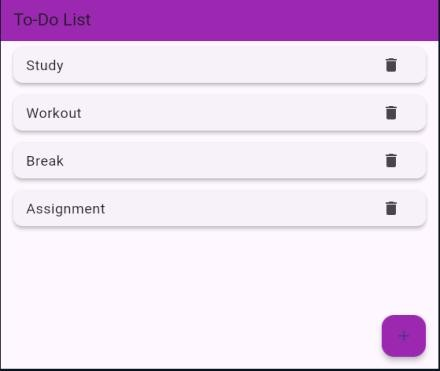 To-Do List
Study
Workout
Break
Assignment
+